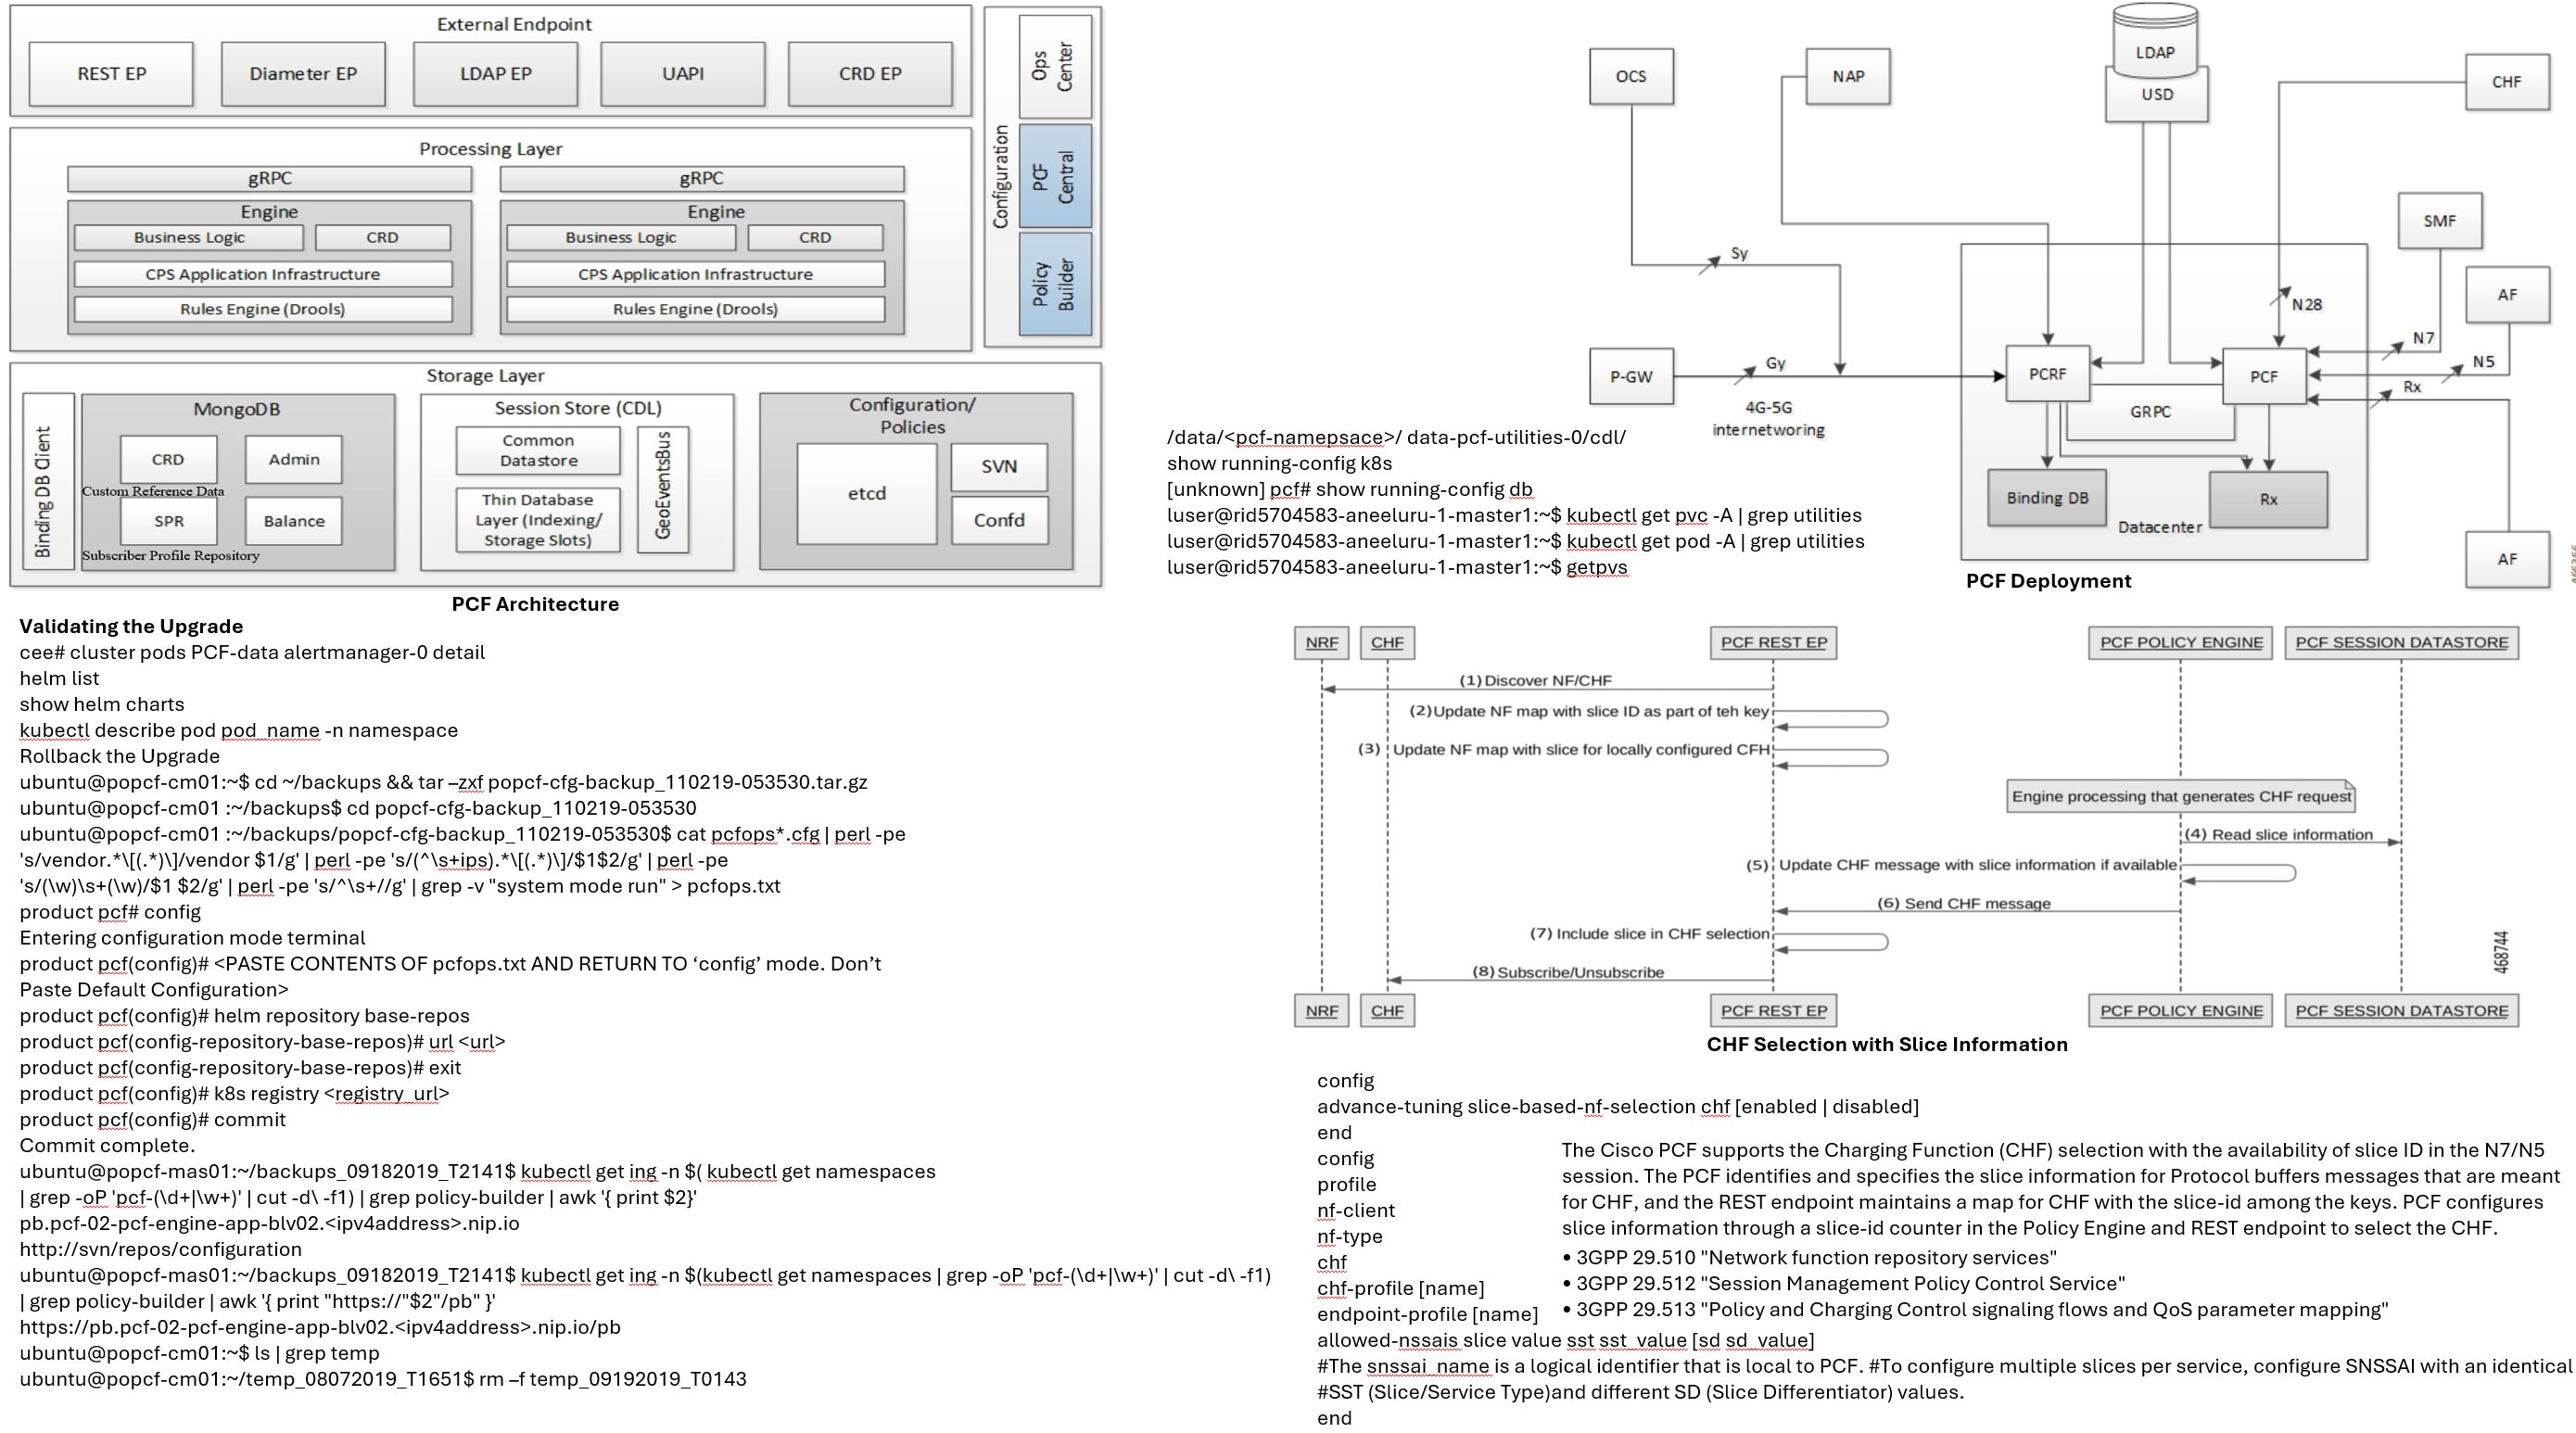 External Endpoint
REST EP
Diameter EP
LDAP EP
UAPI
CRD EP
Configuration
Ops
Center
PCF
Central
Policy
Builder
Processing Layer
gRPC
Engine
Business Logic
CRD
CPS Application Infrastructure
Rules Engine (Drools)
gRPC
Engine
Business Logic
CRD
CPS Application Infrastructure
Rules Engine (Drools)
Storage Layer
Binding DB Client
MongoDB
CRD
Admin
Custom Reference Data
SPR
Balance
Subscriber Profile Repository
Session Store (CDL)
Common
Datastore
Thin Database
Layer (Indexing/
Storage Slots)
GeoEventsBus
Configuration/
Policies
etcd
SVN
Confd
PCF Architecture
OCS
NAP
LDAP
USD
CHF
SMF
AF
Sy
N28
N7
N5
Rx
P-GW
Gy
4G-5G
internetworing
PCRF
PCF
GRPC
Binding DB
Rx
Datacenter
AF
PCF Deployment
/data/<pcf-namepsace>/ data-pcf-utilities-0/cdl/
show running-config k8s
[unknown] pcf# show running-config db
luser@rid5704583-aneeluru-1-master1:~$ kubectl get pvc -A | grep utilities
luser@rid5704583-aneeluru-1-master1:~$ kubectl get pod -A | grep utilities
luser@rid5704583-aneeluru-1-master1:~$ getpvs
Validating the Upgrade
cee# cluster pods PCF-data alertmanager-0 detail
helm list
show helm charts
kubectl describe pod pod_name -n namespace
Rollback the Upgrade
ubuntu@popcf-cm01:~$ cd ~/backups && tar –zxf popcf-cfg-backup_110219-053530.tar.gz
ubuntu@popcf-cm01 :~/backups$ cd popcf-cfg-backup_110219-053530
ubuntu@popcf-cm01 :~/backups/popcf-cfg-backup_110219-053530$ cat pcfops*.cfg | perl -pe
's/vendor.*\[(.*)\]/vendor $1/g' | perl -pe 's/(^\s+ips).*\[(.*)\]/$1$2/g' | perl -pe
's/(\w)\s+(\w)/$1 $2/g' | perl -pe 's/^\s+//g' | grep -v "system mode run" > pcfops.txt
product pcf# config
Entering configuration mode terminal
product pcf(config)# <PASTE CONTENTS OF pcfops.txt AND RETURN TO ‘config’ mode. Don’t
Paste Default Configuration>
product pcf(config)# helm repository base-repos
product pcf(config-repository-base-repos)# url <url>
product pcf(config-repository-base-repos)# exit
product pcf(config)# k8s registry <registry_url>
product pcf(config)# commit
Commit complete.
ubuntu@popcf-mas01:~/backups_09182019_T2141$ kubectl get ing -n $( kubectl get namespaces
| grep -oP 'pcf-(\d+|\w+)' | cut -d\ -f1) | grep policy-builder | awk '{ print $2}'
pb.pcf-02-pcf-engine-app-blv02.<ipv4address>.nip.io
http://svn/repos/configuration
ubuntu@popcf-mas01:~/backups_09182019_T2141$ kubectl get ing -n $(kubectl get namespaces | grep -oP 'pcf-(\d+|\w+)' | cut -d\ -f1)
| grep policy-builder | awk '{ print "https://"$2"/pb" }'
https://pb.pcf-02-pcf-engine-app-blv02.<ipv4address>.nip.io/pb
ubuntu@popcf-cm01:~$ ls | grep temp
ubuntu@popcf-cm01:~/temp_08072019_T1651$ rm –f temp_09192019_T0143
NRF
CHF
PCF REST EP
PCF POLICY ENGINE
PCF SESSION DATASTORE
(1) Discover NF/CHF
(2) Update NF map with slice ID as part of teh key
(3) Update NF map with slice for locally configured CFH
Engine processing that generates CHF request
(4) Read slice information
(5) Update CHF message with slice information if available
(6) Send CHF message
(7) Include slice in CHF selection
(8) Subscribe/Unsubscribe
468744
NRF
CHF
PCF REST EP
PCF POLICY ENGINE
PCF SESSION DATASTORE
CHF Selection with Slice Information
config
advance-tuning slice-based-nf-selection chf [enabled | disabled]
end
config
profile
nf-client
nf-type
chf
chf-profile [name]
endpoint-profile [name]
allowed-nssais slice value sst sst_value [sd sd_value]
#The snssai_name is a logical identifier that is local to PCF. #To configure multiple slices per service, configure SNSSAI with an identical
#SST (Slice/Service Type)and different SD (Slice Differentiator) values.
end
The Cisco PCF supports the Charging Function (CHF) selection with the availability of slice ID in the N7/N5
session. The PCF identifies and specifies the slice information for Protocol buffers messages that are meant
for CHF, and the REST endpoint maintains a map for CHF with the slice-id among the keys. PCF configures
slice information through a slice-id counter in the Policy Engine and REST endpoint to select the CHF.
• 3GPP 29.510 "Network function repository services"
• 3GPP 29.512 "Session Management Policy Control Service"
• 3GPP 29.513 "Policy and Charging Control signaling flows and QoS parameter mapping"